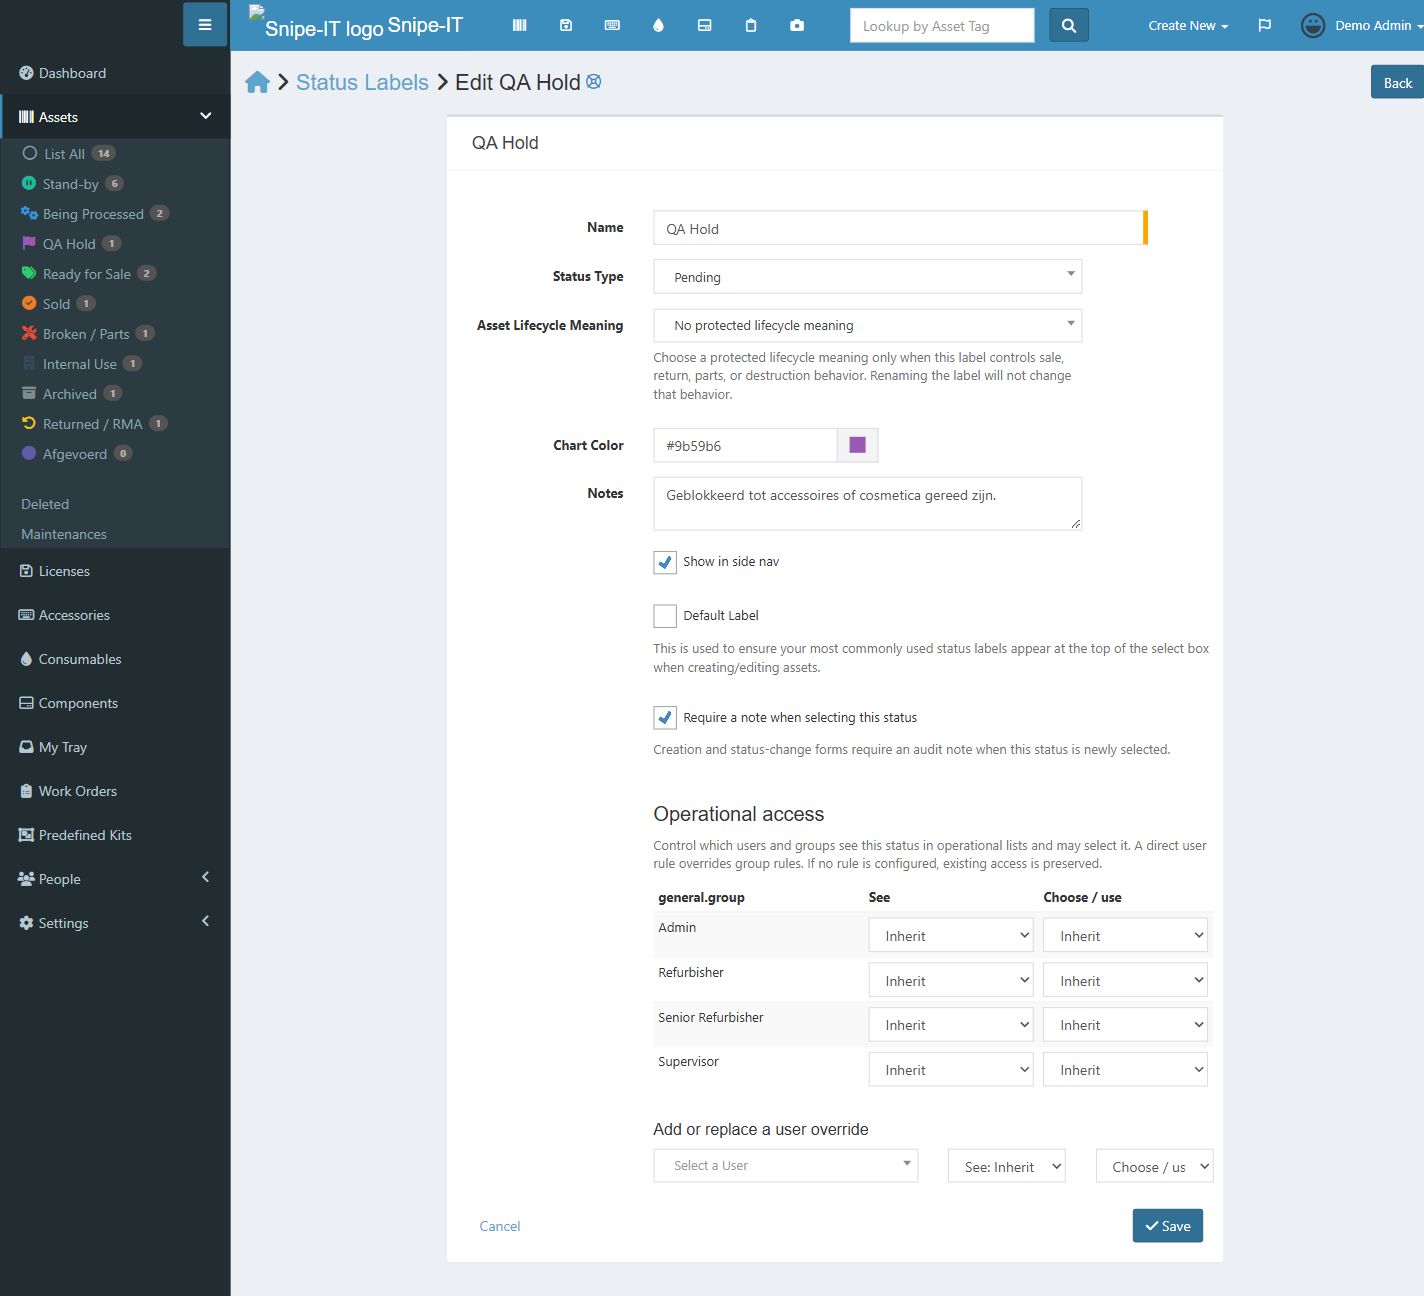 Snipe-IT logo Snipe-IT
Lookup by Asset Tag
Create New
Demo Admin
Dashboard
Assets
List All 14
Stand-by 6
Being Processed 2
QA Hold 1
Ready for Sale 2
Sold 1
Broken / Parts 1
Internal Use 1
Archived 1
Returned / RMA 1
Afgevoerd 0
Deleted
Maintenances
Licenses
Accessories
Consumables
Components
My Tray
Work Orders
Predefined Kits
People
Settings
Status Labels Edit QA Hold
Back
QA Hold
Name
QA Hold
Status Type
Pending
Asset Lifecycle Meaning
No protected lifecycle meaning
Choose a protected lifecycle meaning only when this label controls sale,
return, parts, or destruction behavior. Renaming the label will not change
that behavior.
Chart Color
#9b59b6
Notes
Geblokkeerd tot accessoires of cosmetica gereed zijn.
Show in side nav
Default Label
This is used to ensure your most commonly used status labels appear at the top of the select box
when creating/editing assets.
Require a note when selecting this status
Creation and status-change forms require an audit note when this status is newly selected.
Operational access
Control which users and groups see this status in operational lists and may select it. A direct user
rule overrides group rules. If no rule is configured, existing access is preserved.
general.group See Choose / use
Admin Inherit Inherit
Refurbisher Inherit Inherit
Senior Refurbisher Inherit Inherit
Supervisor Inherit Inherit
Add or replace a user override
Select a User See: Inherit Choose / us
Cancel
Save